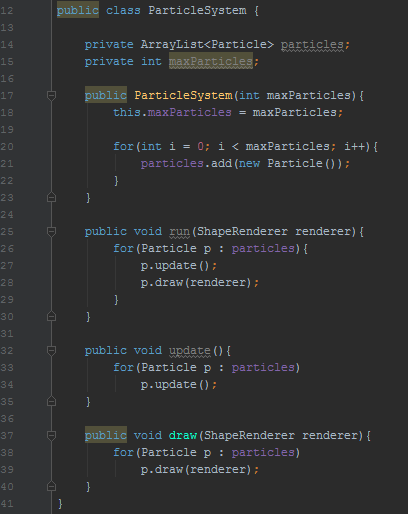 12 public class ParticleSystem {
13
14     private ArrayList<Particle> particles;
15     private int maxParticles;
16
17     public ParticleSystem(int maxParticles){
18         this.maxParticles = maxParticles;
19
20         for(int i = 0; i < maxParticles; i++){
21             particles.add(new Particle());
22         }
23     }
24
25     public void run(ShapeRenderer renderer){
26         for(Particle p : particles){
27             p.update();
28             p.draw(renderer);
29         }
30     }
31
32     public void update(){
33         for(Particle p : particles)
34             p.update();
35     }
36
37     public void draw(ShapeRenderer renderer){
38         for(Particle p : particles)
39             p.draw(renderer);
40     }
41 }